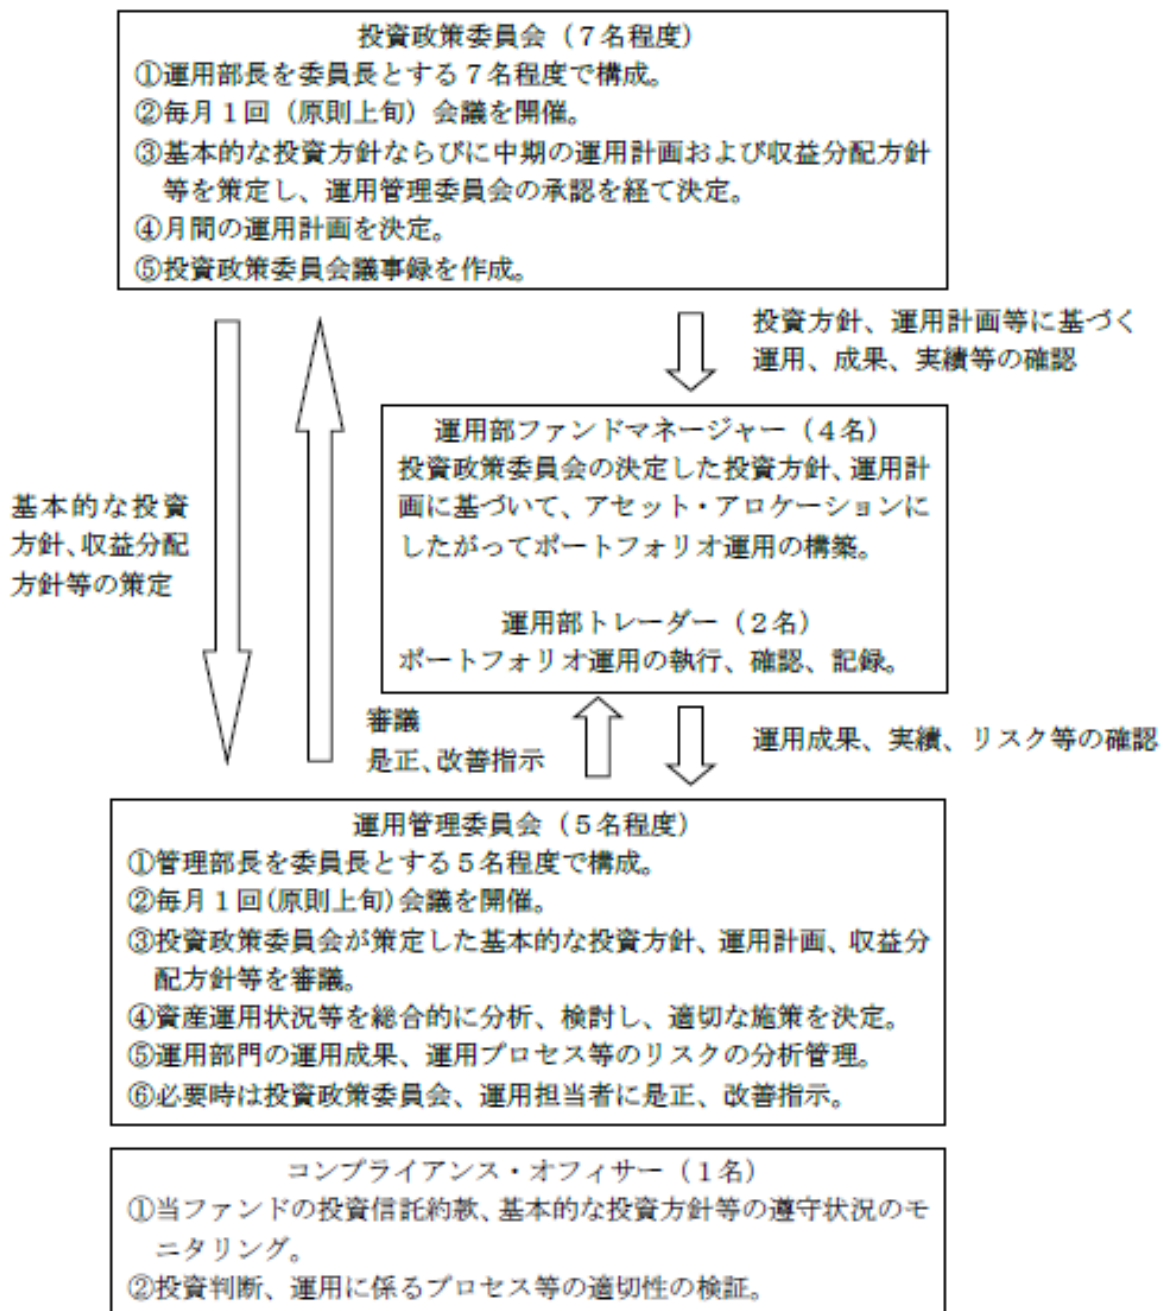 投資政策委員会（７名程度）
①運用部長を委員長とする７名程度で構成。
②毎月１回（原則上旬）会議を開催。
③基本的な投資方針ならびに中期の運用計画および収益分配方針
等を策定し、運用管理委員会の承認を経て決定。
④月間の運用計画を決定。
⑤投資政策委員会議事録を作成。
投資方針、運用計画等に基づく
運用、成果、実績等の確認
運用部ファンドマネージャー（４名）
投資政策委員会の決定した投資方針、運用計
画に基づいて、アセット・アロケーションに
したがってポートフォリオ運用の構築。
運用部トレーダー（２名）
ポートフォリオ運用の執行、確認、記録。
基本的な投資
方針、収益分配
方針等の策定
審議
是正、改善指示
運用成果、実績、リスク等の確認
運用管理委員会（５名程度）
①管理部長を委員長とする５名程度で構成。
②毎月１回(原則上旬)会議を開催。
③投資政策委員会が策定した基本的な投資方針、運用計画、収益分
配方針等を審議。
④資産運用状況等を総合的に分析、検討し、適切な施策を決定。
⑤運用部門の運用成果、運用プロセス等のリスクの分析管理。
⑥必要時は投資政策委員会、運用担当者に是正、改善指示。
コンプライアンス・オフィサー（１名）
①当ファンドの投資信託約款、基本的な投資方針等の遵守状況のモ
ニタリング。
②投資判断、運用に係るプロセス等の適切性の検証。